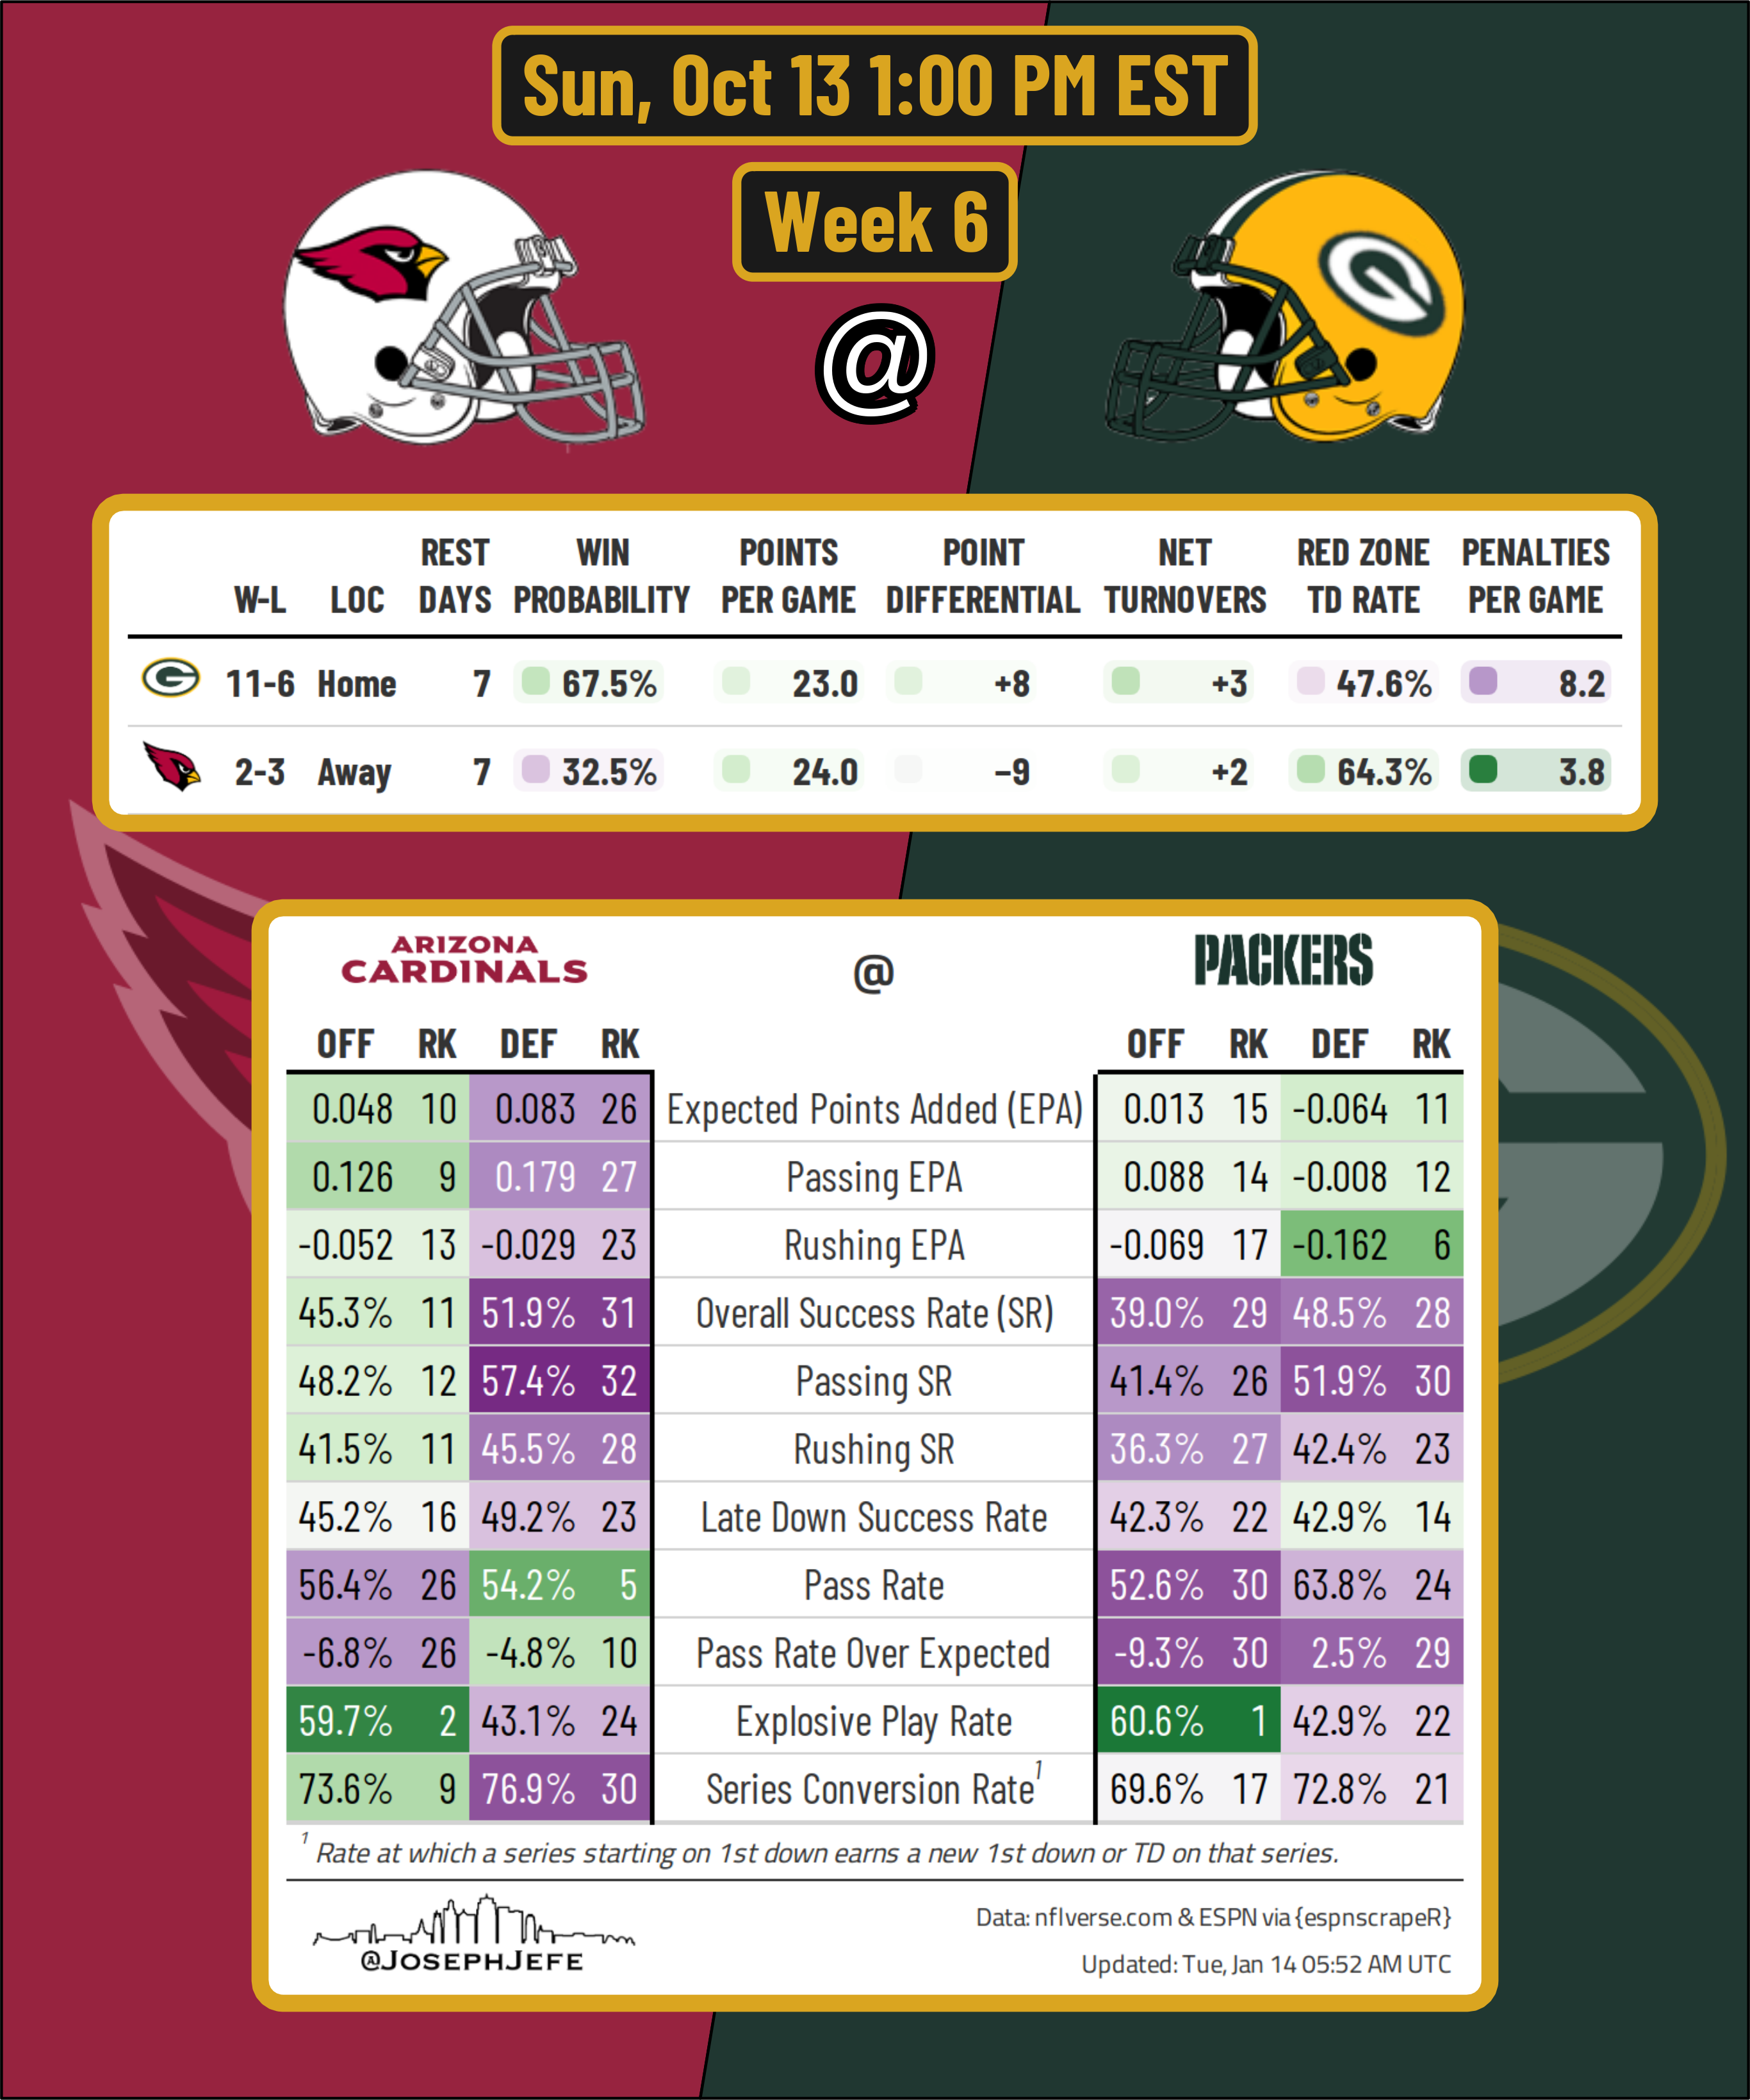 Sun, Oct 13 1:00 PM EST
Week 6
@
REST WIN POINTS POINT NET RED ZONE PENALTIES
W-L LOC DAYS PROBABILITY PER GAME DIFFERENTIAL TURNOVERS TD RATE PER GAME
G 11-6 Home 7 67.5% 23.0 +8 +3 47.6% 8.2
2-3 Away 7 32.5% 24.0 −9 +2 64.3% 3.8
ARIZONA
CARDINALS @ PACKERS
OFF RK DEF RK OFF RK DEF RK
0.048 10 0.083 26 Expected Points Added (EPA) 0.013 15 -0.064 11
0.126 9 0.179 27 Passing EPA 0.088 14 -0.008 12
-0.052 13 -0.029 23 Rushing EPA -0.069 17 -0.162 6
45.3% 11 51.9% 31 Overall Success Rate (SR) 39.0% 29 48.5% 28
48.2% 12 57.4% 32 Passing SR 41.4% 26 51.9% 30
41.5% 11 45.5% 28 Rushing SR 36.3% 27 42.4% 23
45.2% 16 49.2% 23 Late Down Success Rate 42.3% 22 42.9% 14
56.4% 26 54.2% 5 Pass Rate 52.6% 30 63.8% 24
-6.8% 26 -4.8% 10 Pass Rate Over Expected -9.3% 30 2.5% 29
59.7% 2 43.1% 24 Explosive Play Rate 60.6% 1 42.9% 22
73.6% 9 76.9% 30 Series Conversion Rate¹ 69.6% 17 72.8% 21
¹ Rate at which a series starting on 1st down earns a new 1st down or TD on that series.
@JOSEPHJEFE
Data: nflverse.com & ESPN via {espnscrapeR}
Updated: Tue, Jan 14 05:52 AM UTC